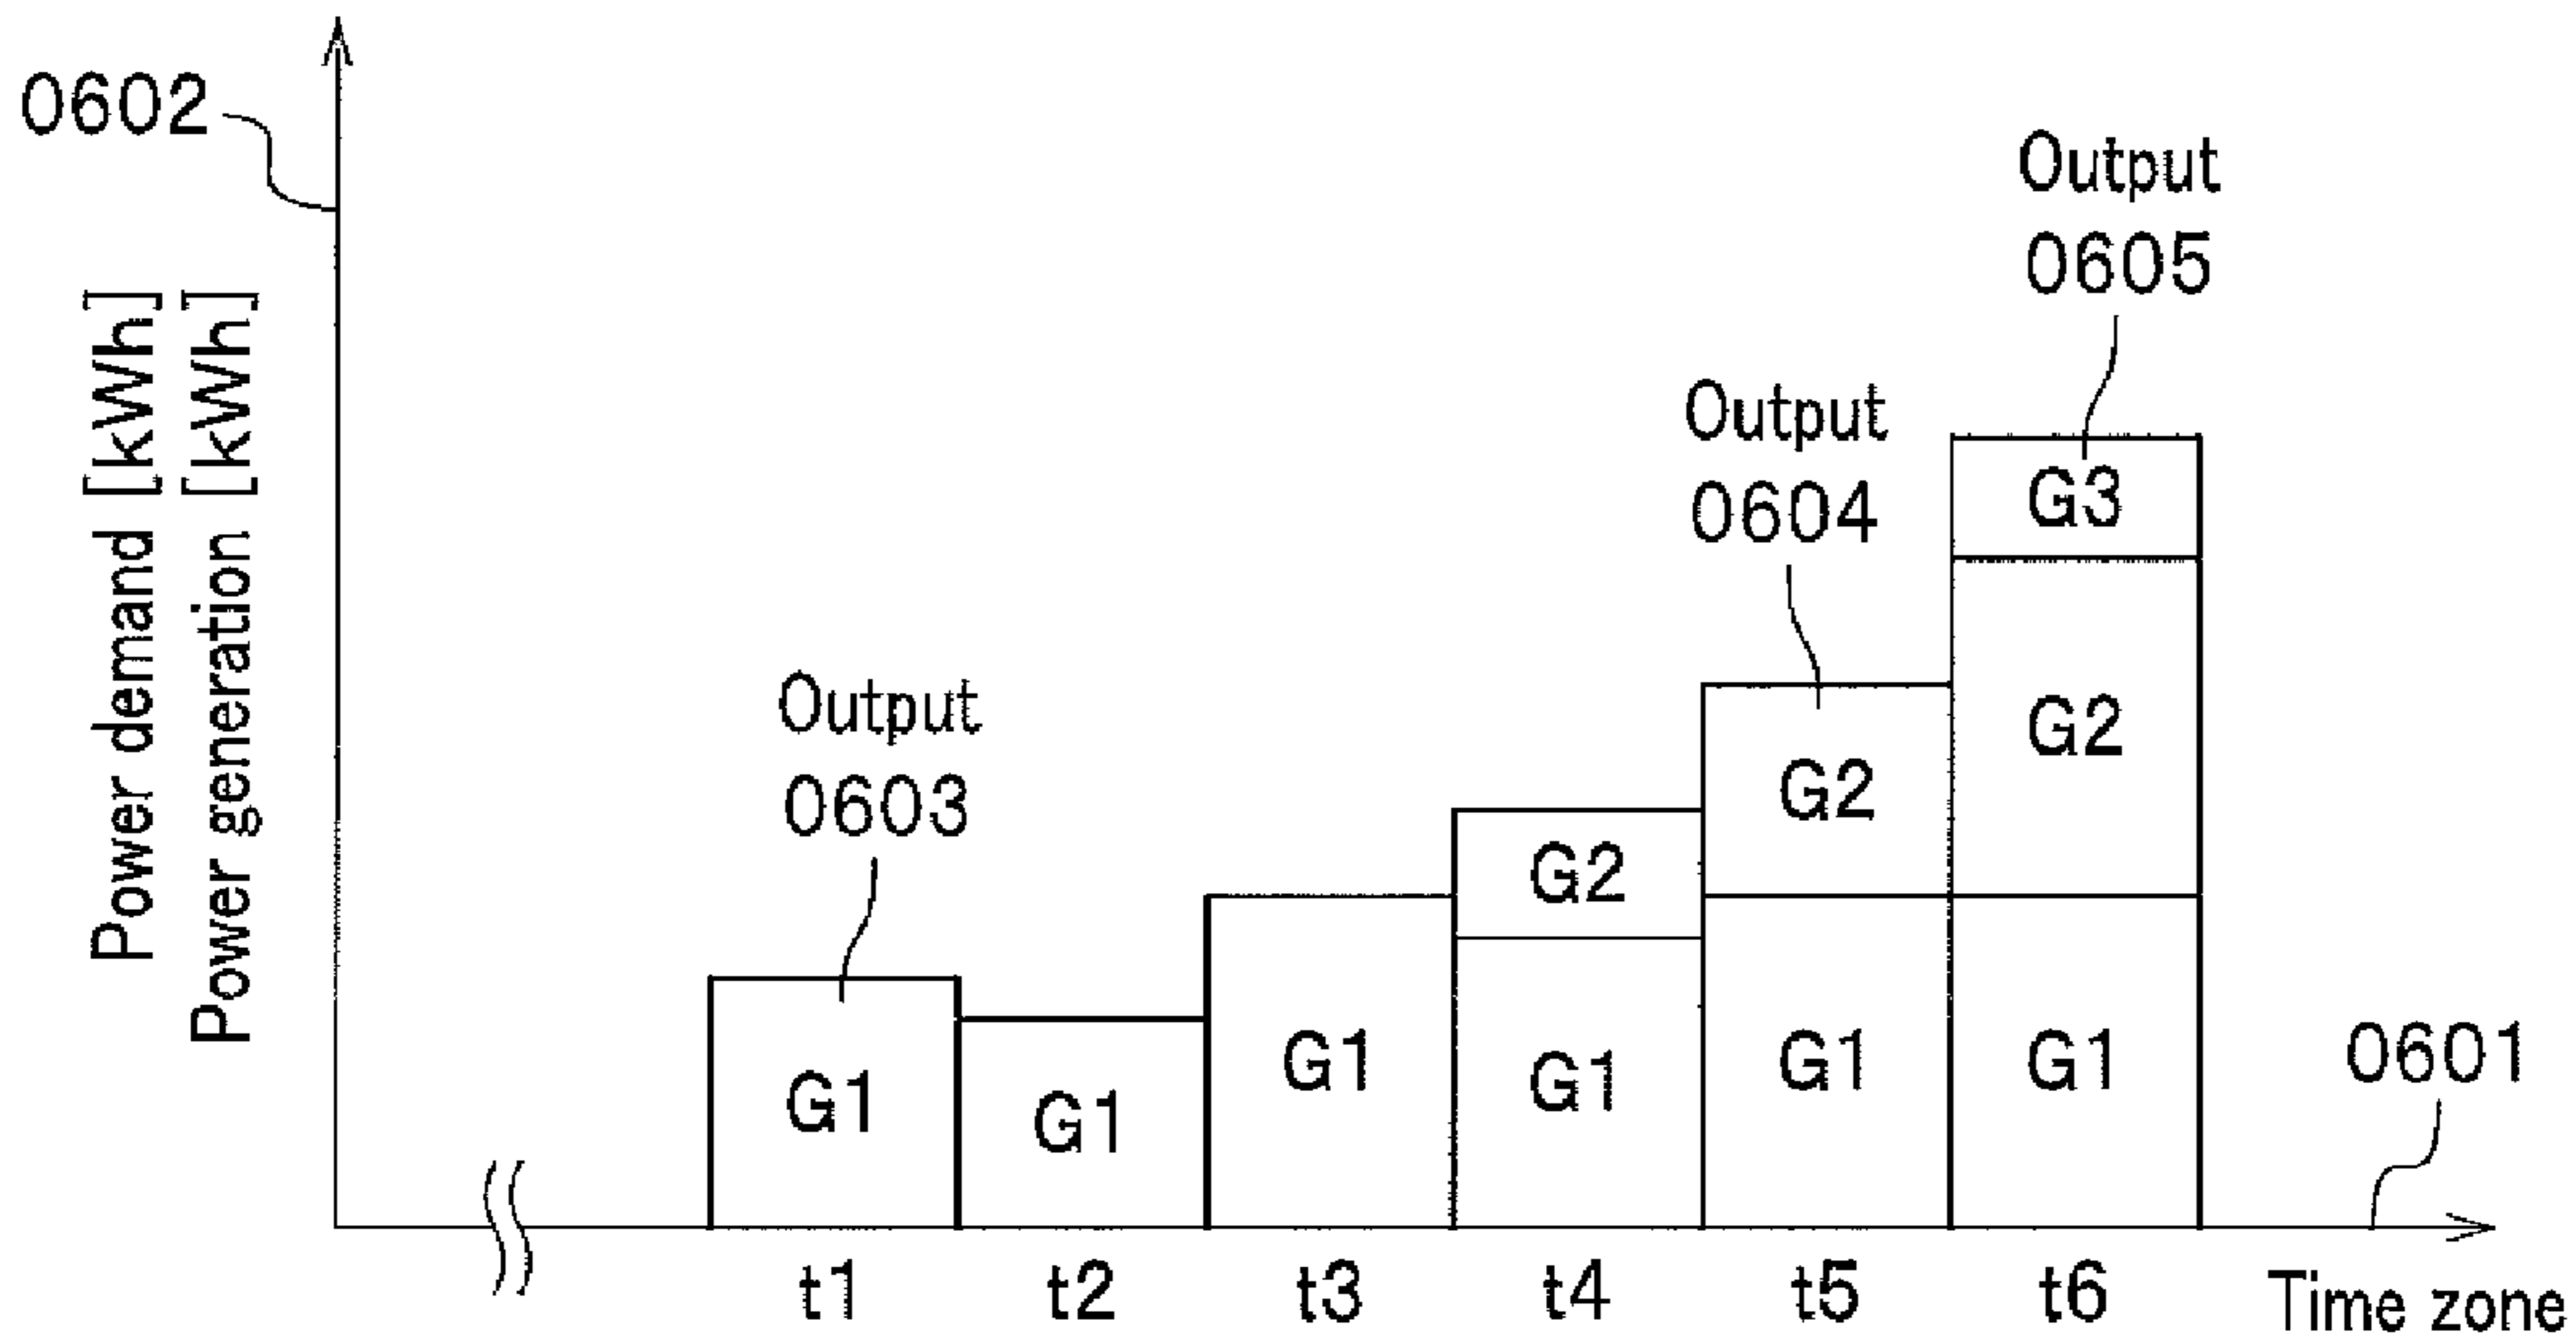 0602
Power demand [kWh]
Power generation [kWh]
Output
0603
Output
0604
Output
0605
G3
G2
G2
G2
G1
G1
G1
G1
G1
G1
0601
t1
t2
t3
t4
t5
t6
Time zone